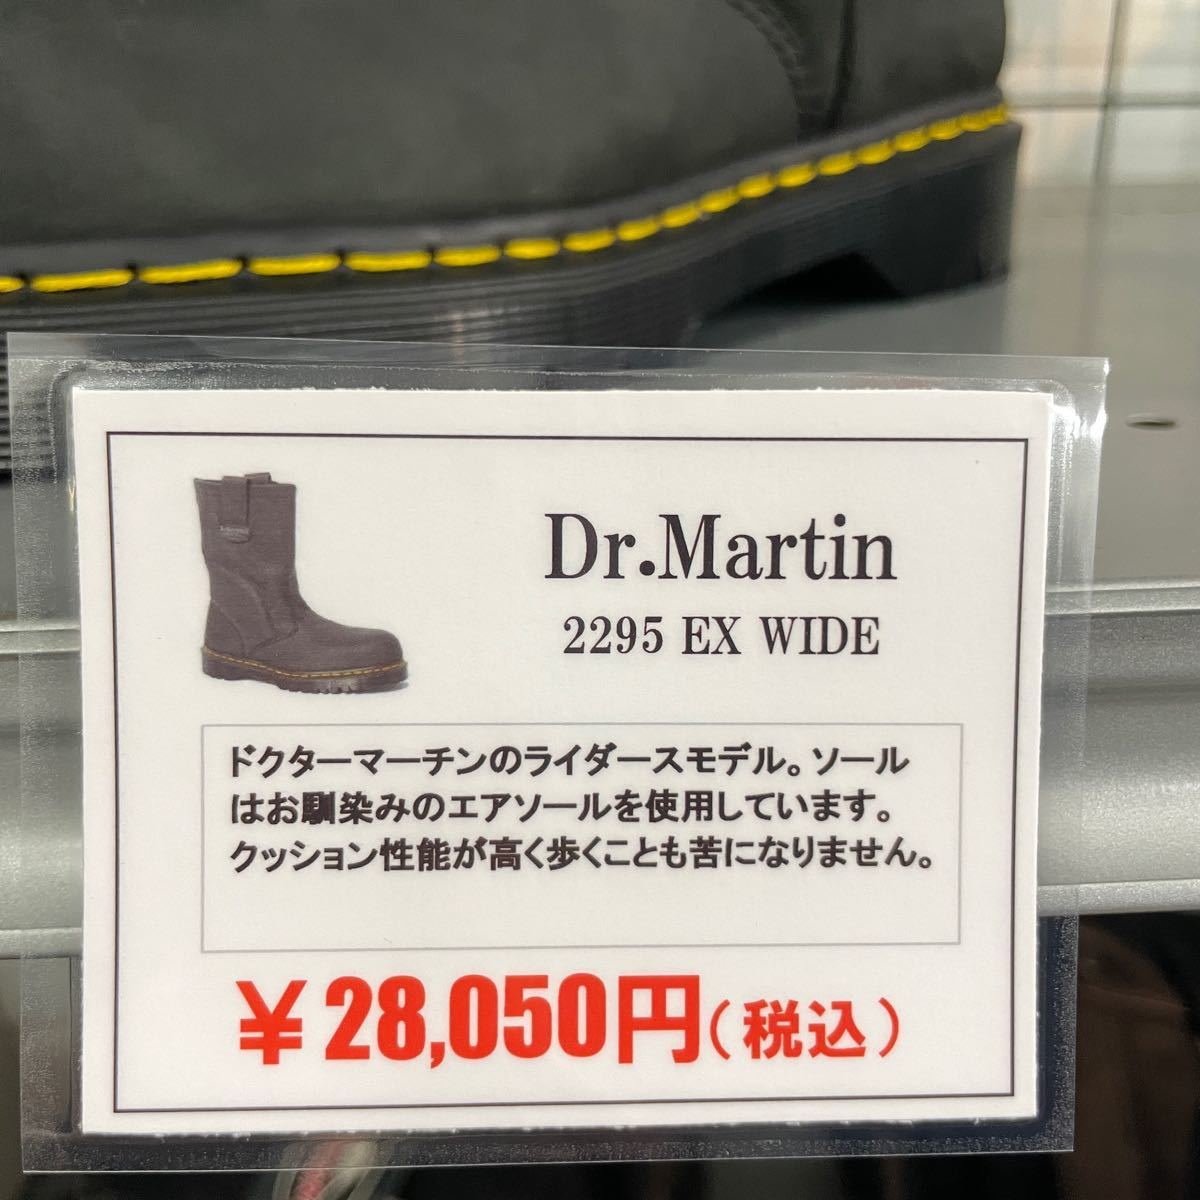 Dr.Martin
2295 EX WIDE
ドクターマーチンのライダースモデル。ソール
はお馴染みのエアソールを使用しています。
クッション性能が高く歩くことも苦になりません。
￥28,050円(税込)